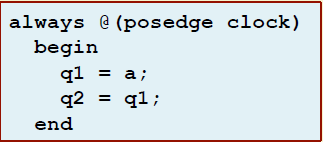 always @(posedge clock)
  begin
    q1 = a;
    q2 = q1;
  end